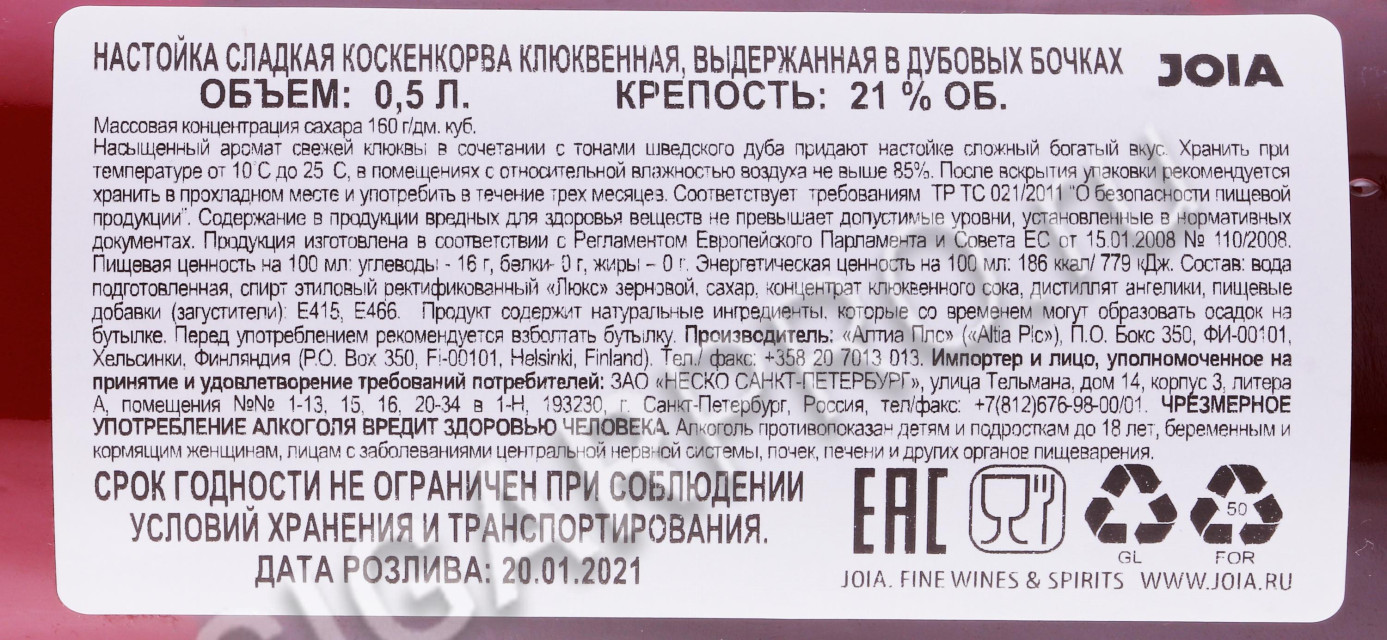 НАСТОЙКА СЛАДКАЯ КОСКЕНКОРВА КЛЮКВЕННАЯ, ВЫДЕРЖАННАЯ В ДУБОВЫХ БОЧКАХ
JOIA
ОБЪЕМ: 0,5 Л. КРЕПОСТЬ: 21 % ОБ.
Массовая концентрация сахара 160 г/дм. куб.
Насыщенный аромат свежей клюквы в сочетании с тонами шведского дуба придают настойке сложный богатый вкус. Хранить при
температуре от 10°С до 25 С, в помещениях с относительной влажностью воздуха не выше 85%. После вскрытия упаковки рекомендуется
хранить в прохладном месте и употребить в течение трех месяцев. Соответствует требованиям ТР ТС 021/2011 "О безопасности пищевой
продукции". Содержание в продукции вредных для здоровья веществ не превышает допустимые уровни, установленные в нормативных
документах. Продукция изготовлена в соответствии с Регламентом Европейского Парламента и Совета ЕС от 15.01.2008 № 110/2008.
Пищевая ценность на 100 мл: углеводы - 16 г, белки- 0 г, жиры – 0 г. Энергетическая ценность на 100 мл: 186 ккал/ 779 кДж. Состав: вода
подготовленная, спирт этиловый ректификованный «Люкс» зерновой, сахар, концентрат клюквенного сока, дистиллят ангелики, пищевые
добавки (загустители): Е415, Е466. Продукт содержит натуральные ингредиенты, которые со временем могут образовать осадок на
бутылке. Перед употреблением рекомендуется взболтать бутылку. Производитель: «Алтиа Плс» («Altia Plc»), П.О. Бокс 350, ФИ-00101,
Хельсинки, Финляндия (P.O. Box 350, FI-00101, Helsinki, Finland). Тел./ факс: +358 20 7013 013. Импортер и лицо, уполномоченное на
принятие и удовлетворение требований потребителей: ЗАО «НЕСКО САНКТ-ПЕТЕРБУРГ», улица Тельмана, дом 14, корпус 3, литера
А, помещения №№ 1-13, 15, 16, 20-34 в 1-Н, 193230, г. Санкт-Петербург, Россия, тел/факс: +7(812)676-98-00/01. ЧРЕЗМЕРНОЕ
УПОТРЕБЛЕНИЕ АЛКОГОЛЯ ВРЕДИТ ЗДОРОВЬЮ ЧЕЛОВЕКА. Алкоголь противопоказан детям и подросткам до 18 лет, беременным и
кормящим женщинам, лицам с заболеваниями центральной нервной системы, почек, печени и других органов пищеварения.
СРОК ГОДНОСТИ НЕ ОГРАНИЧЕН ПРИ СОБЛЮДЕНИИ
УСЛОВИЙ ХРАНЕНИЯ И ТРАНСПОРТИРОВАНИЯ.
ДАТА РОЗЛИВА: 20.01.2021
EAC
50
GL FOR
JOIA. FINE WINES & SPIRITS WWW.JOIA.RU
CIGARPRO.RU